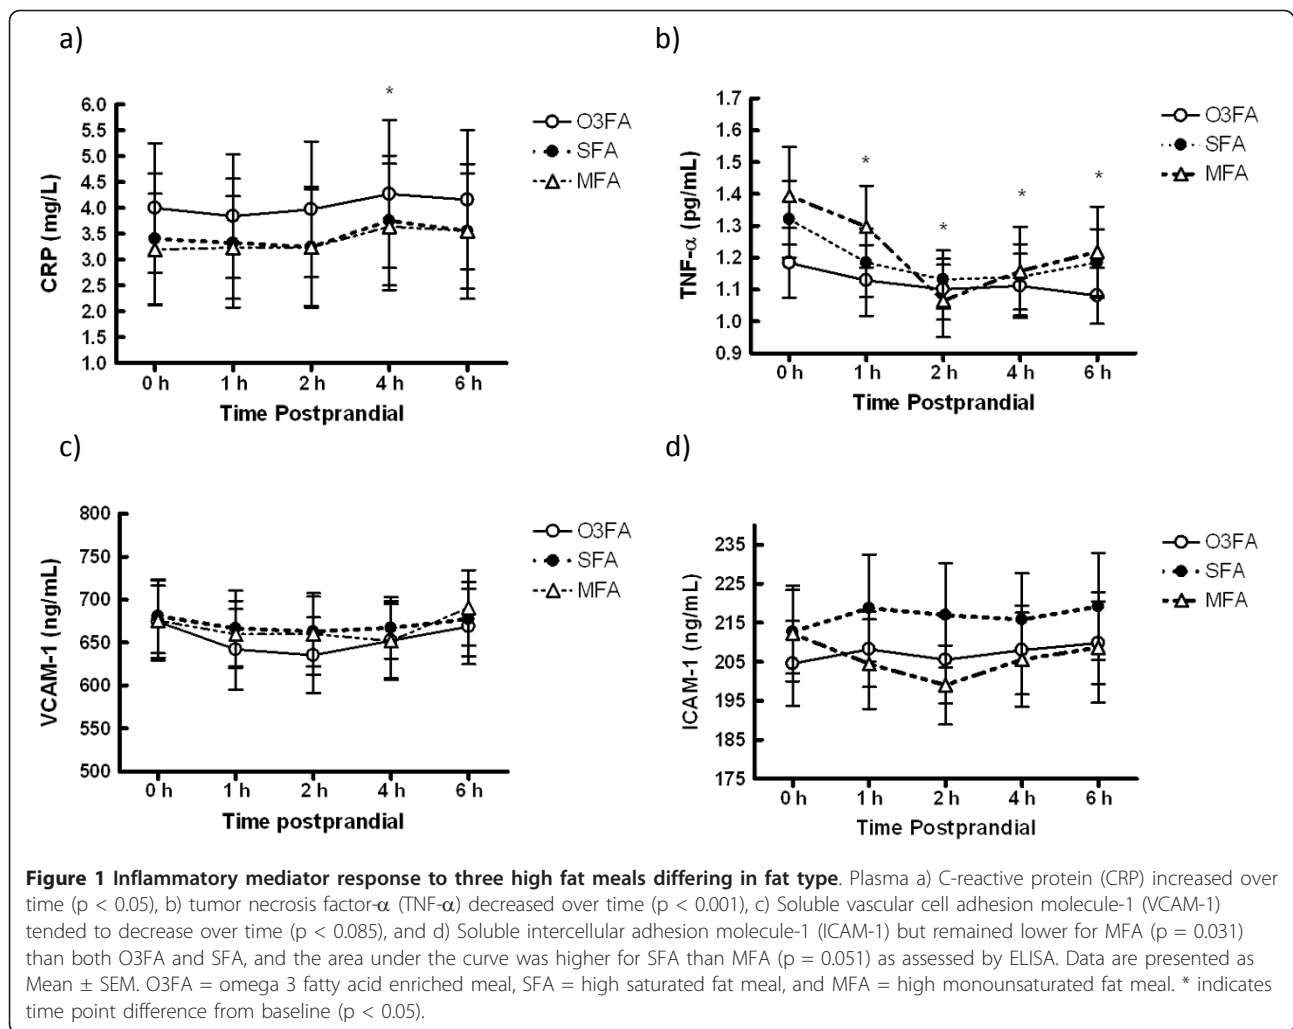 a)
*
6.0
5.5
5.0
4.5
4.0
3.5
3.0
2.5
2.0
1.5
1.0
CRP (mg/L)
O3FA
SFA
MFA
0 h 1 h 2 h 4 h 6 h
Time Postprandial
b)
1.7
1.6
1.5
1.4
1.3
1.2
1.1
1.0
0.9
TNF-α (pg/mL)
* * * *
O3FA
SFA
MFA
0 h 1 h 2 h 4 h 6 h
Time Postprandial
c)
800
750
700
650
600
550
500
VCAM-1 (ng/mL)
O3FA
SFA
MFA
0 h 1 h 2 h 4 h 6 h
Time postprandial
d)
235
225
215
205
195
185
175
ICAM-1 (ng/mL)
O3FA
SFA
MFA
0 h 1 h 2 h 4 h 6 h
Time Postprandial
Figure 1 Inflammatory mediator response to three high fat meals differing in fat type. Plasma a) C-reactive protein (CRP) increased over
time (p < 0.05), b) tumor necrosis factor-α (TNF-α) decreased over time (p < 0.001), c) Soluble vascular cell adhesion molecule-1 (VCAM-1)
tended to decrease over time (p < 0.085), and d) Soluble intercellular adhesion molecule-1 (ICAM-1) but remained lower for MFA (p = 0.031)
than both O3FA and SFA, and the area under the curve was higher for SFA than MFA (p = 0.051) as assessed by ELISA. Data are presented as
Mean ± SEM. O3FA = omega 3 fatty acid enriched meal, SFA = high saturated fat meal, and MFA = high monounsaturated fat meal. * indicates
time point difference from baseline (p < 0.05).